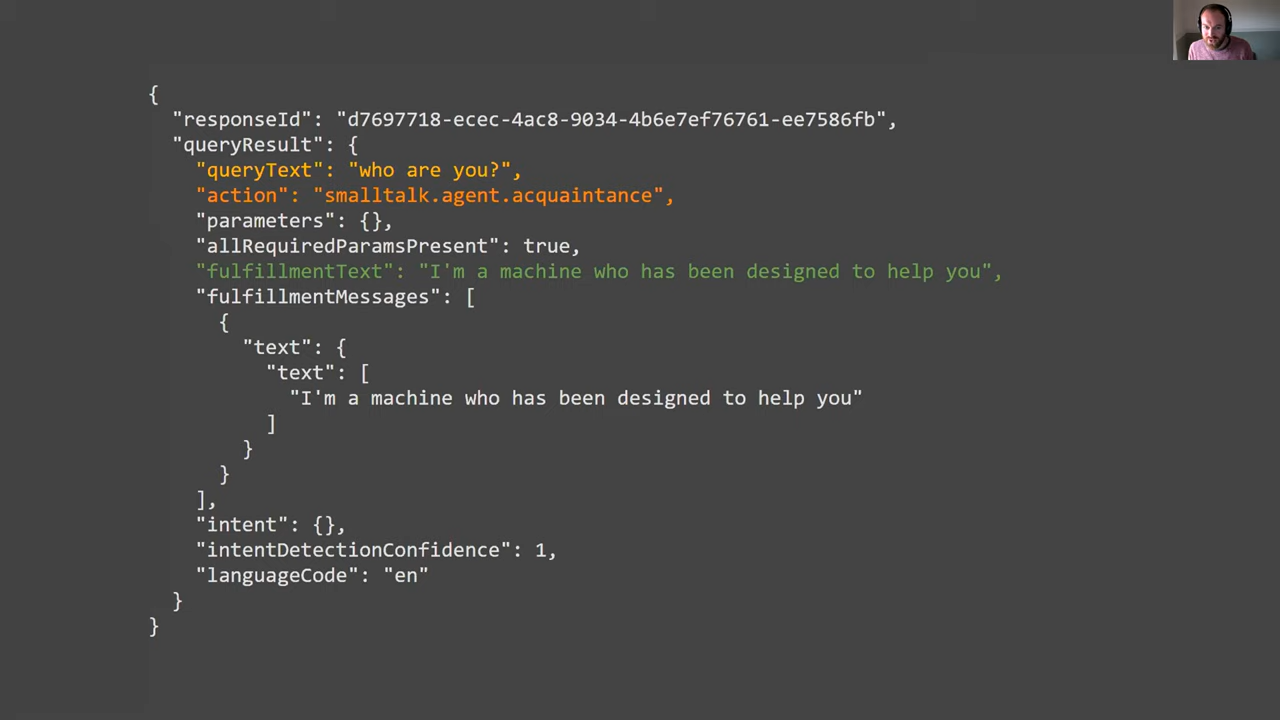 {
"responseId": "d7697718-ecec-4ac8-9034-4b6e7ef76761-ee7586fb",
"queryResult": {
"queryText": "who are you?",
"action": "smalltalk.agent.acquaintance",
"parameters": {},
"allRequiredParamsPresent": true,
"fulfillmentText": "I'm a machine who has been designed to help you",
"fulfillmentMessages": [
{
"text": {
"text": [
"I'm a machine who has been designed to help you"
]
}
}
],
"intent": {},
"intentDetectionConfidence": 1,
"languageCode": "en"
}
}